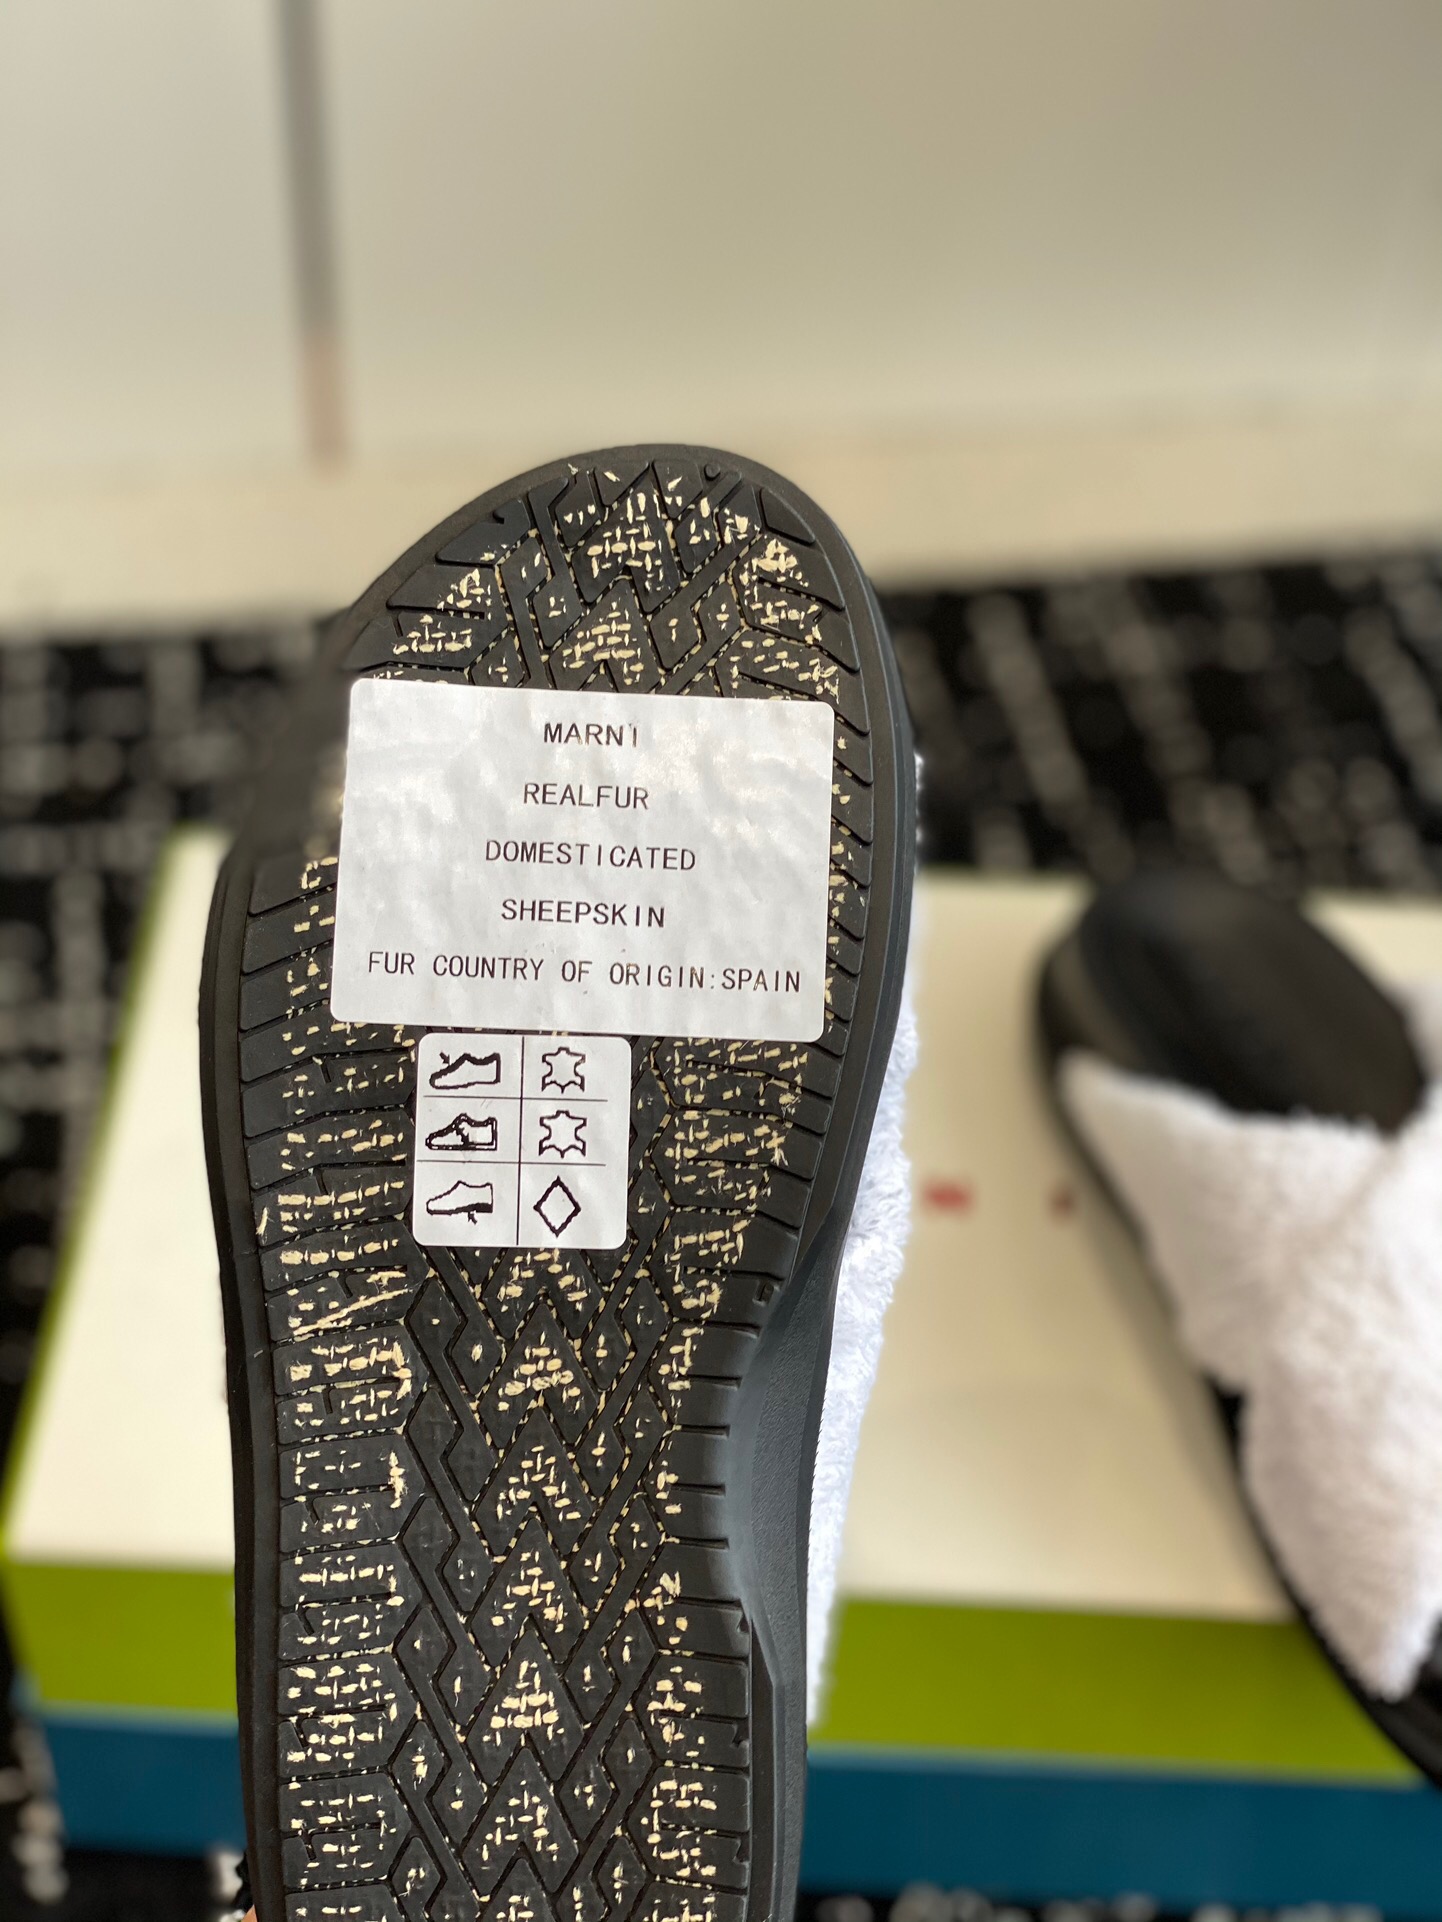 MARNI
REALFUR
DOMESTICATED
SHEEPSKIN
FUR COUNTRY OF ORIGIN:SPAIN